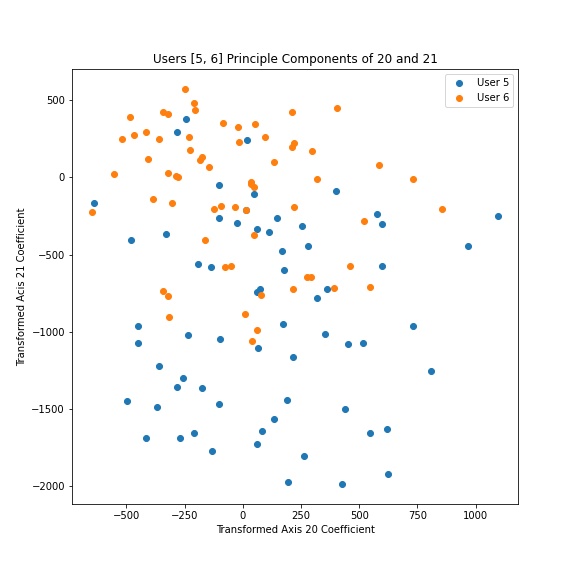 Users [5, 6] Principle Components of 20 and 21
User 5
User 6
500
0
−500
−1000
−1500
−2000
Transformed Acis 21 Coefficient
−500
−250
0
250
500
750
1000
Transformed Axis 20 Coefficient